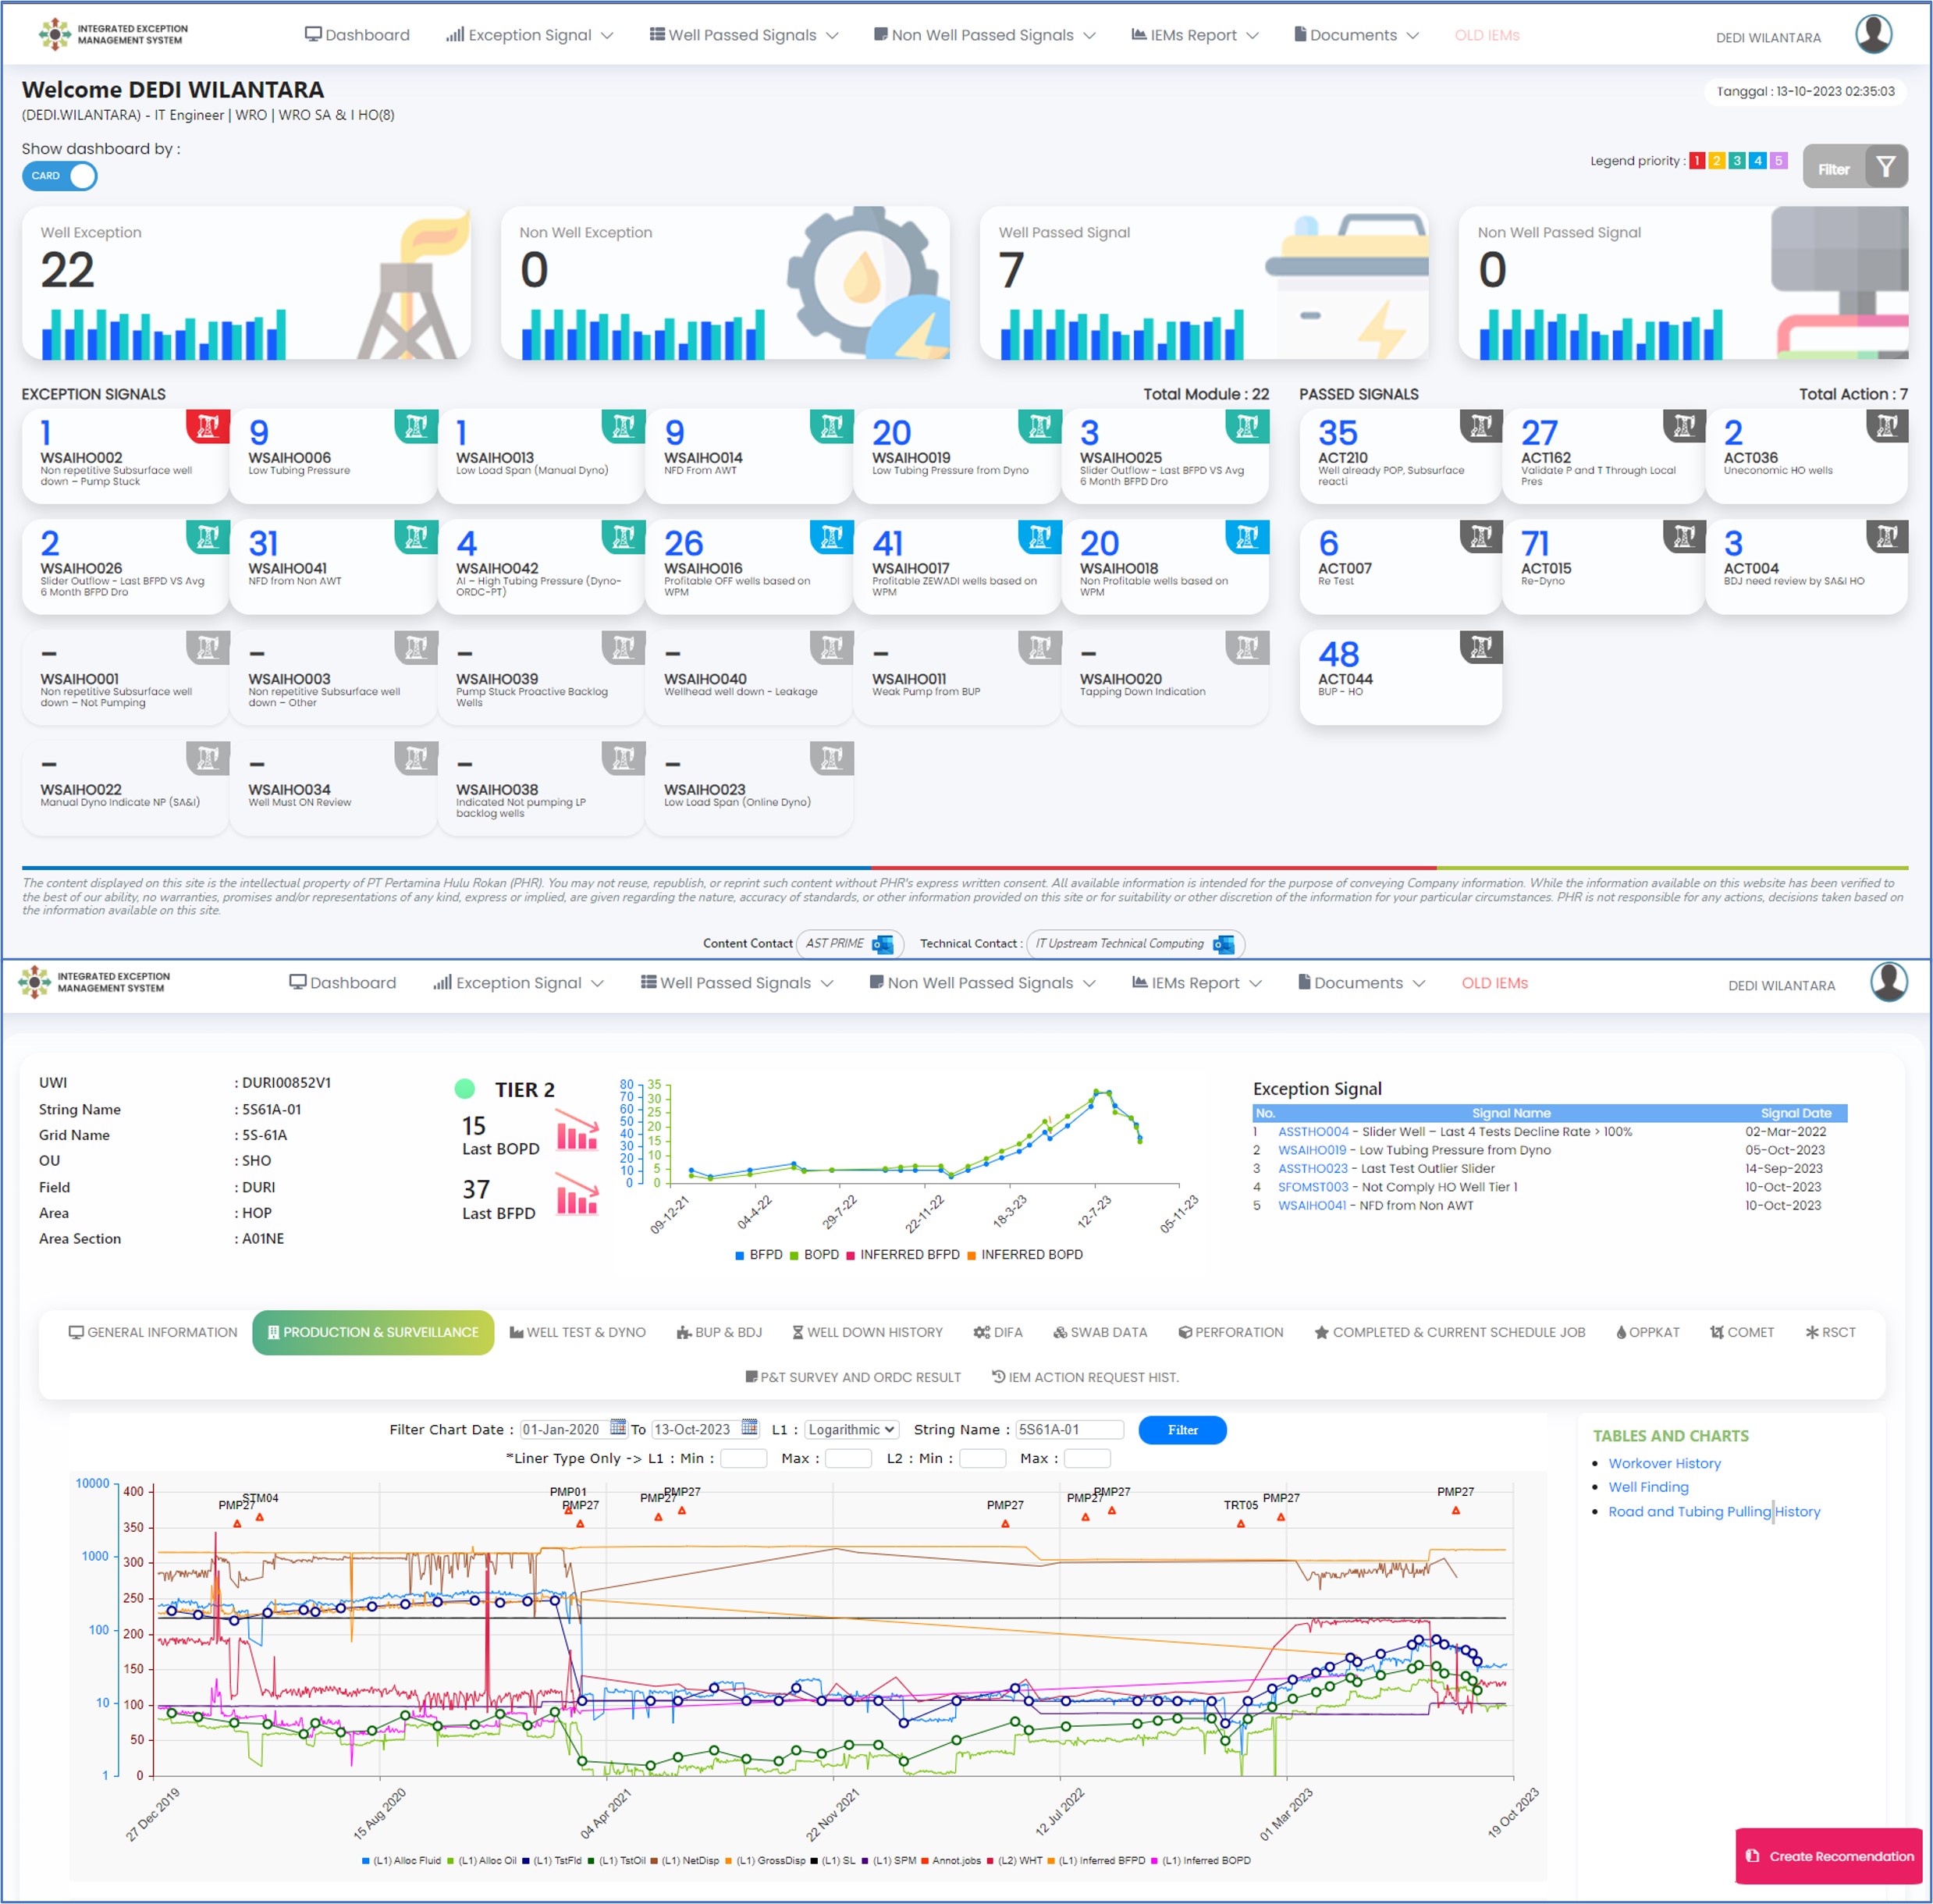 INTEGRATED EXCEPTION
MANAGEMENT SYSTEM
Dashboard
Exception Signal
Well Passed Signals
Non Well Passed Signals
IEMs Report
Documents
OLD IEMs
DEDI WILANTARA
Welcome DEDI WILANTARA
Tanggal : 13-10-2023 02:35:03
(DEDI.WILANTARA) - IT Engineer | WRO | WRO SA & I HO(8)
Show dashboard by :
CARD
Legend priority : 1 2 3 4 5
Filter
Well Exception
22
Non Well Exception
0
Well Passed Signal
7
Non Well Passed Signal
0
EXCEPTION SIGNALS
Total Module : 22
PASSED SIGNALS
Total Action : 7
1
WSAIHO002
Non repetitive Subsurface well
down – Pump Stuck
9
WSAIHO006
Low Tubing Pressure
1
WSAIHO013
Low Load Span (Manual Dyno)
9
WSAIHO014
NFD From AWT
20
WSAIHO019
Low Tubing Pressure from Dyno
3
WSAIHO025
Slider Outflow - Last BFPD VS Avg
6 Month BFPD Dro
35
ACT210
Well already POP, Subsurface
reacti
27
ACT162
Validate P and T Through Local
Pres
2
ACT036
Uneconomic HO wells
2
WSAIHO026
Slider Outflow - Last BFPD VS Avg
6 Month BFPD Dro
31
WSAIHO041
NFD from Non AWT
4
WSAIHO042
AI – High Tubing Pressure (Dyno-
ORDC-PT)
26
WSAIHO016
Profitable OFF wells based on
WPM
41
WSAIHO017
Profitable ZEWADI wells based on
WPM
20
WSAIHO018
Non Profitable wells based on
WPM
6
ACT007
Re Test
71
ACT015
Re-Dyno
3
ACT004
BDJ need review by SA&I HO
–
WSAIHO001
Non repetitive Subsurface well
down – Not Pumping
–
WSAIHO003
Non repetitive Subsurface well
down – Other
–
WSAIHO039
Pump Stuck Proactive Backlog
Wells
–
WSAIHO040
Wellhead well down - Leakage
–
WSAIHO011
Weak Pump from BUP
–
WSAIHO020
Tapping Down Indication
48
ACT044
BUP - HO
–
WSAIHO022
Manual Dyno Indicate NP (SA&I)
–
WSAIHO034
Well Must ON Review
–
WSAIHO038
Indicated Not pumping LP
backlog wells
–
WSAIHO023
Low Load Span (Online Dyno)
The content displayed on this site is the intellectual property of PT Pertamina Hulu Rokan (PHR). You may not reuse, republish, or reprint such content without PHR's express written consent. All available information is intended for the purpose of conveying Company information. While the information available on this website has been verified to
the best of our ability, no warranties, promises and/or representations of any kind, express or implied, are given regarding the nature, accuracy of standards, or other information provided on this site or for suitability or other discretion of the information for your particular circumstances. PHR is not responsible for any actions, decisions taken based on
the information available on this site.
Content Contact AST PRIME Technical Contact : IT Upstream Technical Computing
INTEGRATED EXCEPTION
MANAGEMENT SYSTEM
Dashboard
Exception Signal
Well Passed Signals
Non Well Passed Signals
IEMs Report
Documents
OLD IEMs
DEDI WILANTARA
UWI : DURI00852V1
String Name : 5S61A-01
Grid Name : 5S-61A
OU : SHO
Field : DURI
Area : HOP
Area Section : A01NE
TIER 2
15
Last BOPD
37
Last BFPD
80 35
70 30
60 25
50
40 20
30 15
20 10
10 5
0 0
09-12-21
04-4-22
29-7-22
22-11-22
18-3-23
12-7-23
05-11-23
BFPD BOPD INFERRED BFPD INFERRED BOPD
Exception Signal
No. Signal Name Signal Date
1 ASSTHO004 - Slider Well – Last 4 Tests Decline Rate > 100% 02-Mar-2022
2 WSAIHO019 - Low Tubing Pressure from Dyno 05-Oct-2023
3 ASSTHO023 - Last Test Outlier Slider 14-Sep-2023
4 SFOMST003 - Not Comply HO Well Tier 1 10-Oct-2023
5 WSAIHO041 - NFD from Non AWT 10-Oct-2023
GENERAL INFORMATION
PRODUCTION & SURVEILLANCE
WELL TEST & DYNO
BUP & BDJ
WELL DOWN HISTORY
DIFA
SWAB DATA
PERFORATION
COMPLETED & CURRENT SCHEDULE JOB
OPPKAT
COMET
RSCT
P&T SURVEY AND ORDC RESULT
IEM ACTION REQUEST HIST.
Filter Chart Date : 01-Jan-2020 To 13-Oct-2023 L1 : Logarithmic String Name : 5S61A-01 Filter
*Liner Type Only -> L1 : Min : Max : L2 : Min : Max :
TABLES AND CHARTS
Workover History
Well Finding
Road and Tubing Pulling History
10000
1000
100
10
1
400
350
300
250
200
150
100
50
0
PMP27
STM04
PMP01
PMP27
PMP27
PMP27
PMP27
PMP27
PMP27
TRT05
PMP27
PMP27
27 Dec 2019
15 Aug 2020
04 Apr 2021
22 Nov 2021
12 Jul 2022
01 Mar 2023
19 Oct 2023
(L1) Alloc Fluid (L1) Alloc Oil (L1) TstFld (L1) TstOil (L1) NetDisp (L1) GrossDisp (L1) SL (L1) SPM Annot.jobs (L2) WHT (L1) Inferred BFPD (L1) Inferred BOPD
Create Recomendation